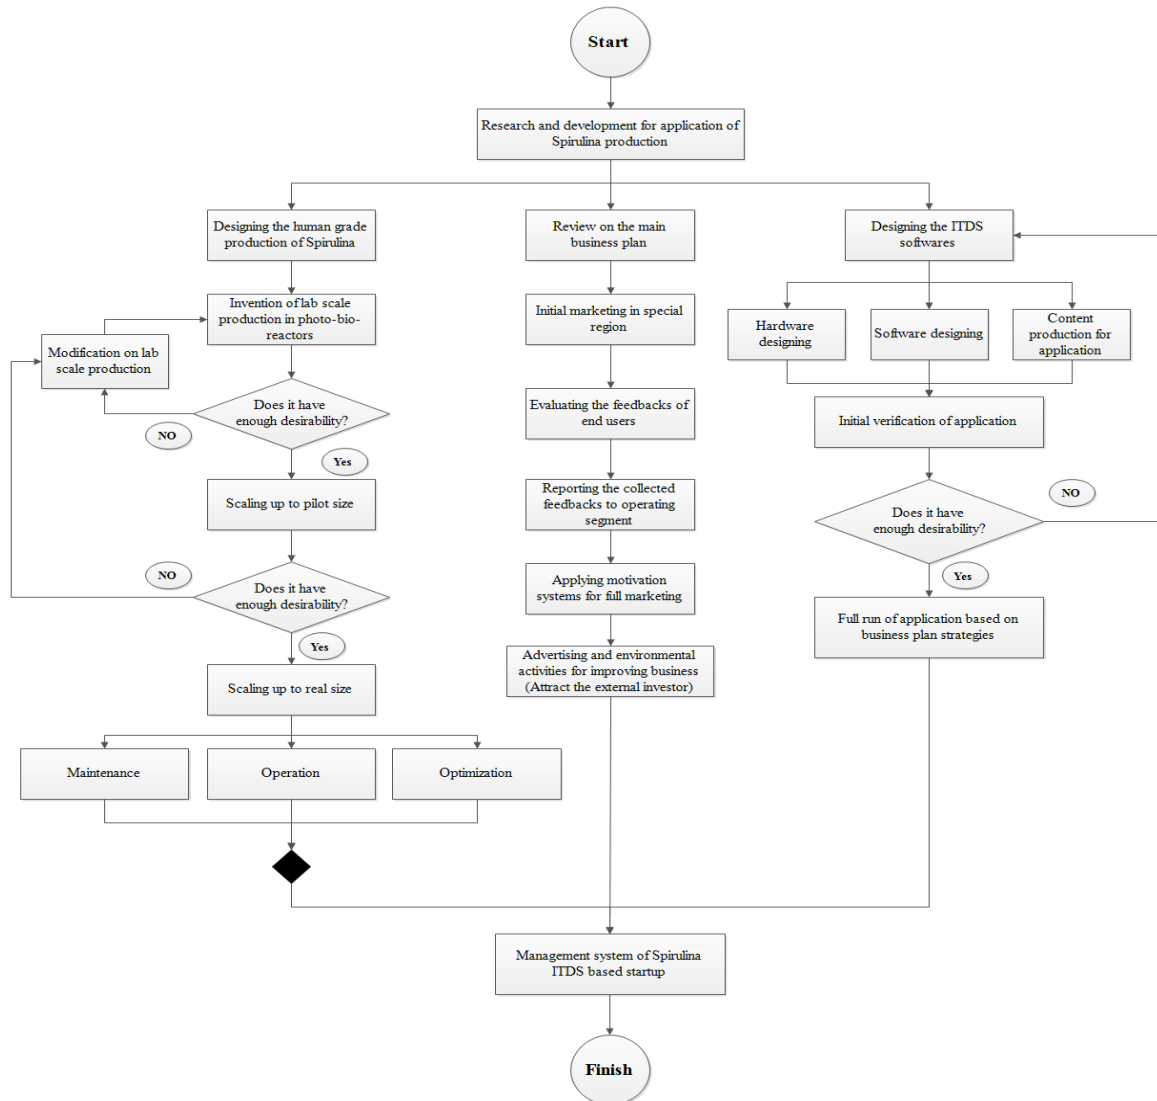 Start
Research and development for application of
Spirulina production
Designing the human grade
production of Spirulina
Review on the main
business plan
Designing the ITDS
softwares
Invention of lab scale
production in photo-bio-
reactors
Initial marketing in special
region
Hardware
designing
Software designing
Content
production for
application
Modification on lab
scale production
Does it have
enough desirability?
NO
Yes
Evaluating the feedbacks of
end users
Initial verification of application
Scaling up to pilot size
Reporting the collected
feedbacks to operating
segment
Does it have
enough desirability?
NO
Yes
Does it have
enough desirability?
NO
Yes
Applying motivation
systems for full marketing
Full run of application based on
business plan strategies
Scaling up to real size
Advertising and environmental
activities for improving business
(Attract the external investor)
Maintenance
Operation
Optimization
Management system of Spirulina
ITDS based startup
Finish